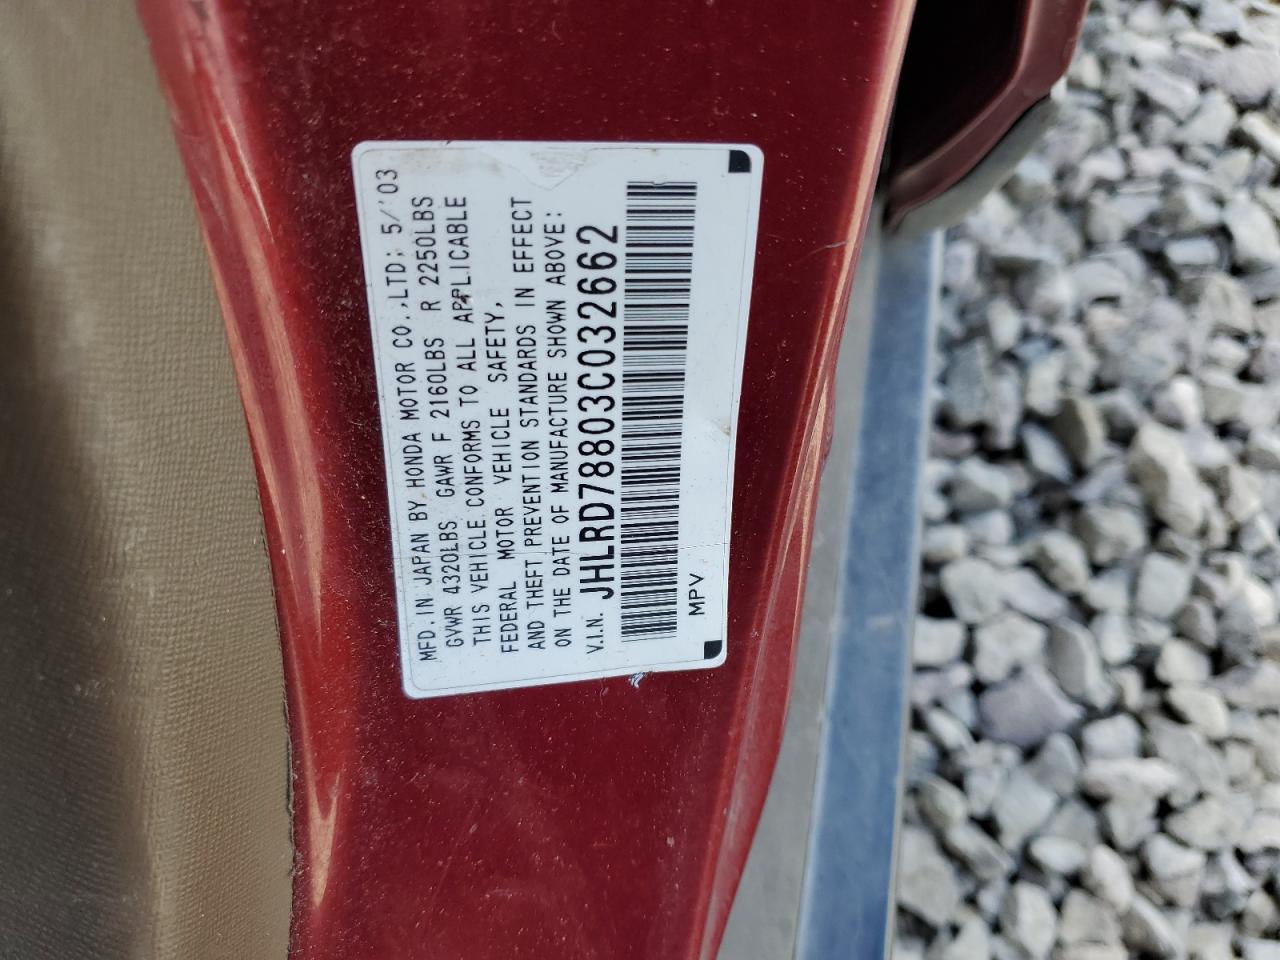 MFD. IN JAPAN BY HONDA MOTOR CO.,LTD; 5/'03
GVWR 4320LBS GAWR F 2160LBS R 2250LBS
THIS VEHICLE CONFORMS TO ALL APPLICABLE
FEDERAL MOTOR VEHICLE SAFETY,
AND THEFT PREVENTION STANDARDS IN EFFECT
ON THE DATE OF MANUFACTURE SHOWN ABOVE:
V.I.N. JHLRD78803C032662
MPV